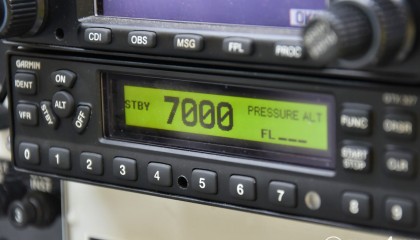 CDI OBS MSG FPL PROC
GARMIN
IDENT ON
ALT
VFR STBY OFF
STBY 7000 PRESSURE ALT
FL
FUNC
START
STOP CLR
0 1 2 3 4 5 6 7 8 9